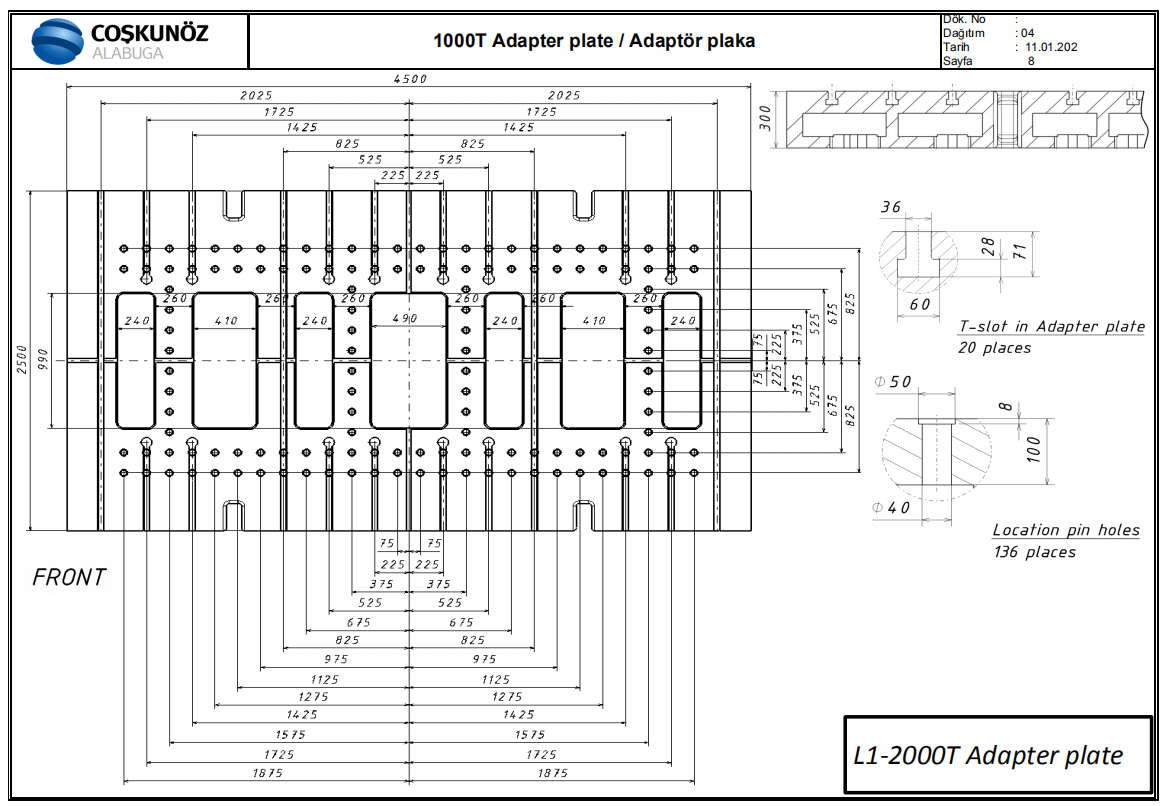 COŞKUNÖZ
ALABUGA
1000T Adapter plate / Adaptör plaka
Dök. No :
Dağıtım : 04
Tarih : 11.01.202
Sayfa 8
4500
2025 2025
1725 1725
1425 1425
825 825
525 525
225 225
300
36
28
71
60
T-slot in Adapter plate
20 places
260 260 260 260 260 260
240 410 240 490 240 410 240
2500
990
75 225 375 525 675 825
75 225 375 525 675 825
Ø50
8
100
Ø40
Location pin holes
136 places
FRONT
75 75
225 225
375 375
525 525
675 675
825 825
975 975
1125 1125
1275 1275
1425 1425
1575 1575
1725 1725
1875 1875
L1-2000T Adapter plate